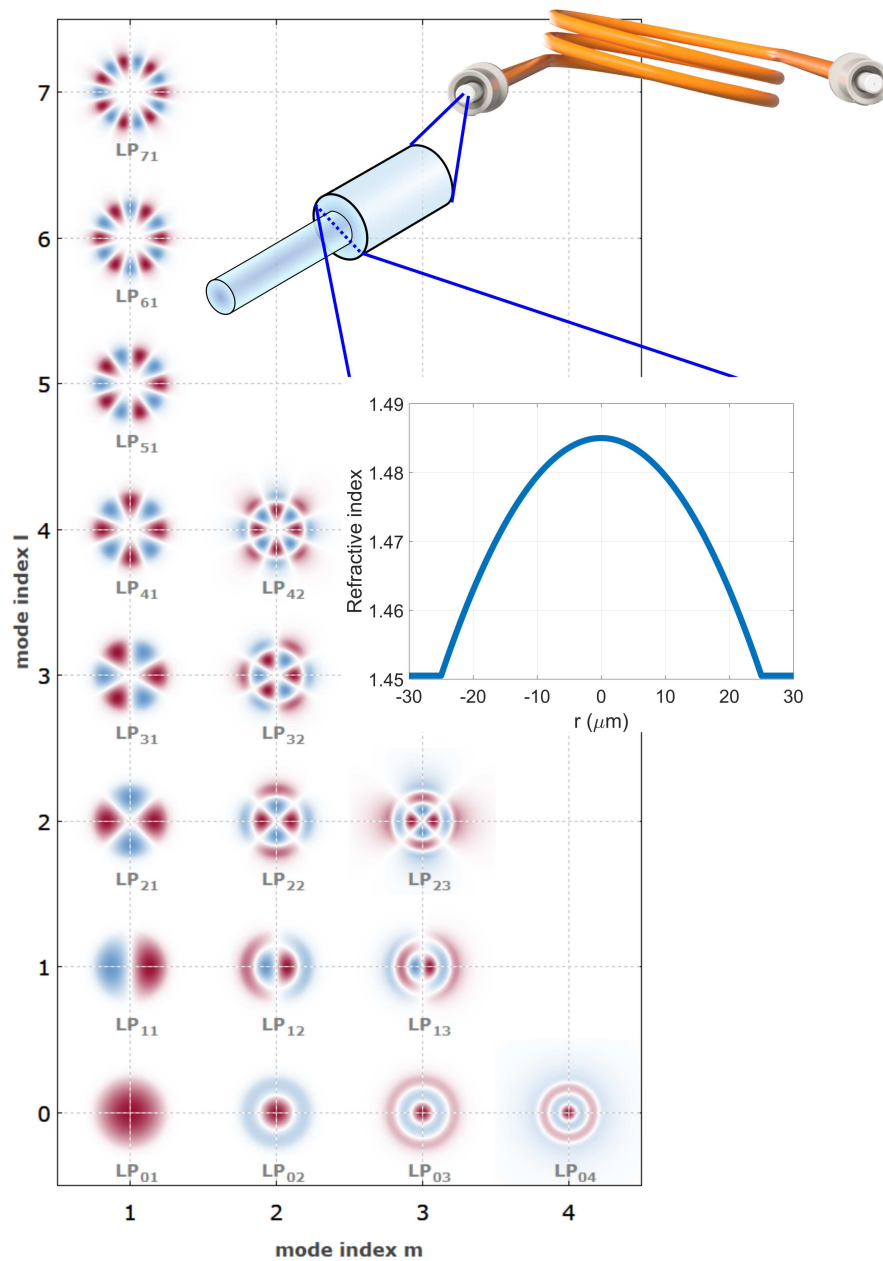 7
LP71
6
LP61
5
LP51
1.49
1.48
1.47
1.46
1.45
Refractive index
-30 -20 -10 0 10 20 30
r (μm)
4
LP41 LP42
mode index l
3
LP31 LP32
2
LP21 LP22 LP23
1
LP11 LP12 LP13
0
LP01 LP02 LP03 LP04
1 2 3 4
mode index m